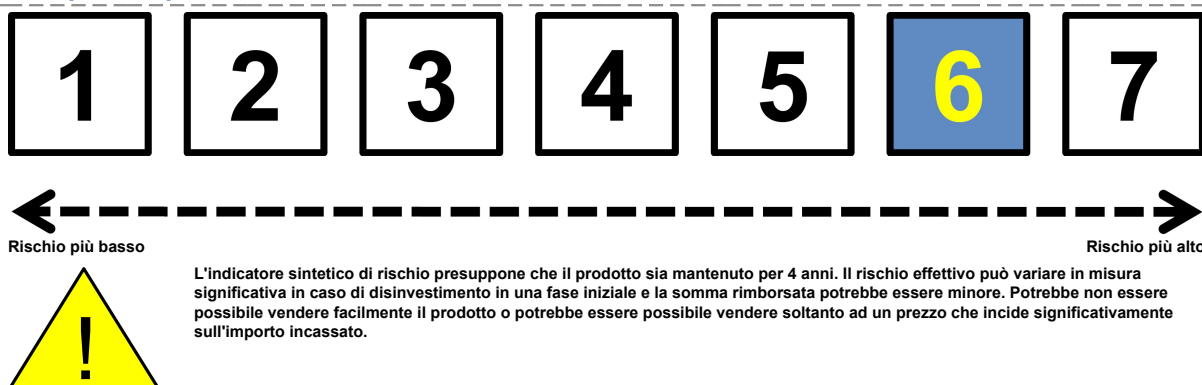 1 2 3 4 5 6 7
Rischio più basso Rischio più alto
L'indicatore sintetico di rischio presuppone che il prodotto sia mantenuto per 4 anni. Il rischio effettivo può variare in misura
significativa in caso di disinvestimento in una fase iniziale e la somma rimborsata potrebbe essere minore. Potrebbe non essere
possibile vendere facilmente il prodotto o potrebbe essere possibile vendere soltanto ad un prezzo che incide significativamente
sull'importo incassato.
!